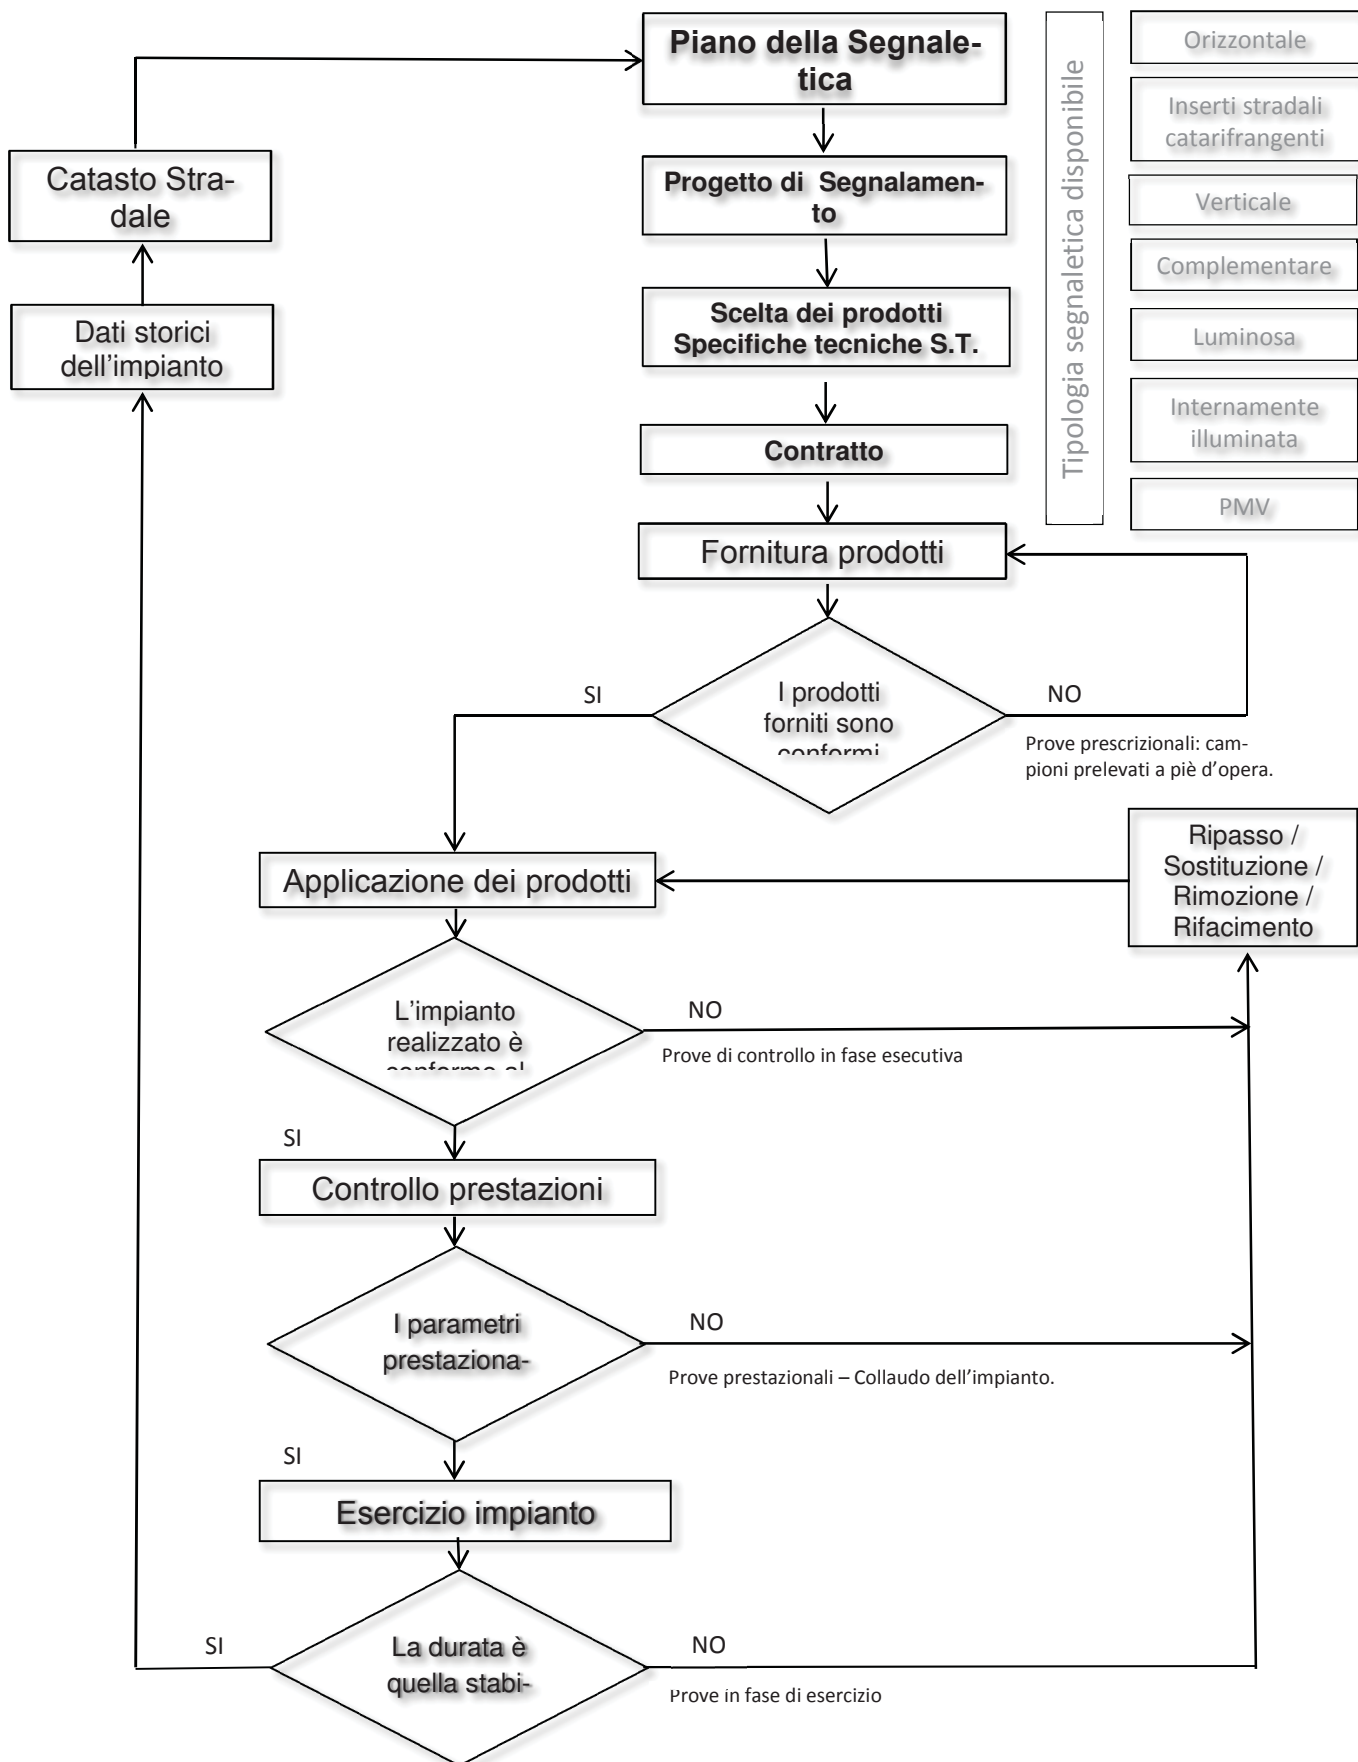 Piano della Segnale-
tica
Progetto di Segnalamen-
to
Scelta dei prodotti
Specifiche tecniche S.T.
Contratto
Fornitura prodotti
Tipologia segnaletica disponibile
Orizzontale
Inserti stradali
catarifrangenti
Verticale
Complementare
Luminosa
Internamente
illuminata
PMV
Catasto Stra-
dale
Dati storici
dell'impianto
SI
I prodotti
forniti sono
conformi
NO
Prove prescrizionali: cam-
pioni prelevati a piè d'opera.
Ripasso /
Sostituzione /
Rimozione /
Rifacimento
Applicazione dei prodotti
L'impianto
realizzato è
conforme al
NO
Prove di controllo in fase esecutiva
SI
Controllo prestazioni
I parametri
prestaziona-
NO
Prove prestazionali – Collaudo dell'impianto.
SI
Esercizio impianto
SI
La durata è
quella stabi-
NO
Prove in fase di esercizio